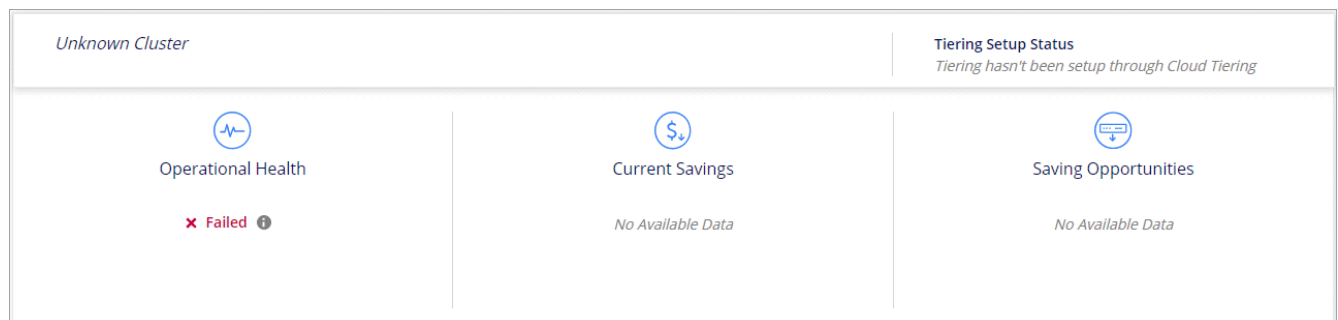 Unknown Cluster
Tiering Setup Status
Tiering hasn't been setup through Cloud Tiering
Operational Health
Current Savings
Saving Opportunities
Failed
No Available Data
No Available Data